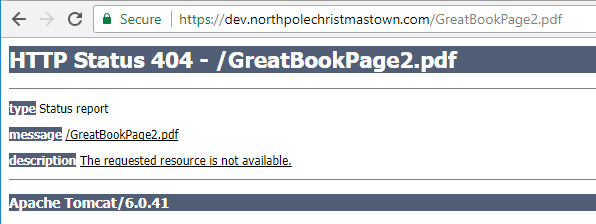 Secure https://dev.northpolechristmastown.com/GreatBookPage2.pdf
HTTP Status 404 - /GreatBookPage2.pdf
type Status report
message /GreatBookPage2.pdf
description The requested resource is not available.
Apache Tomcat/6.0.41